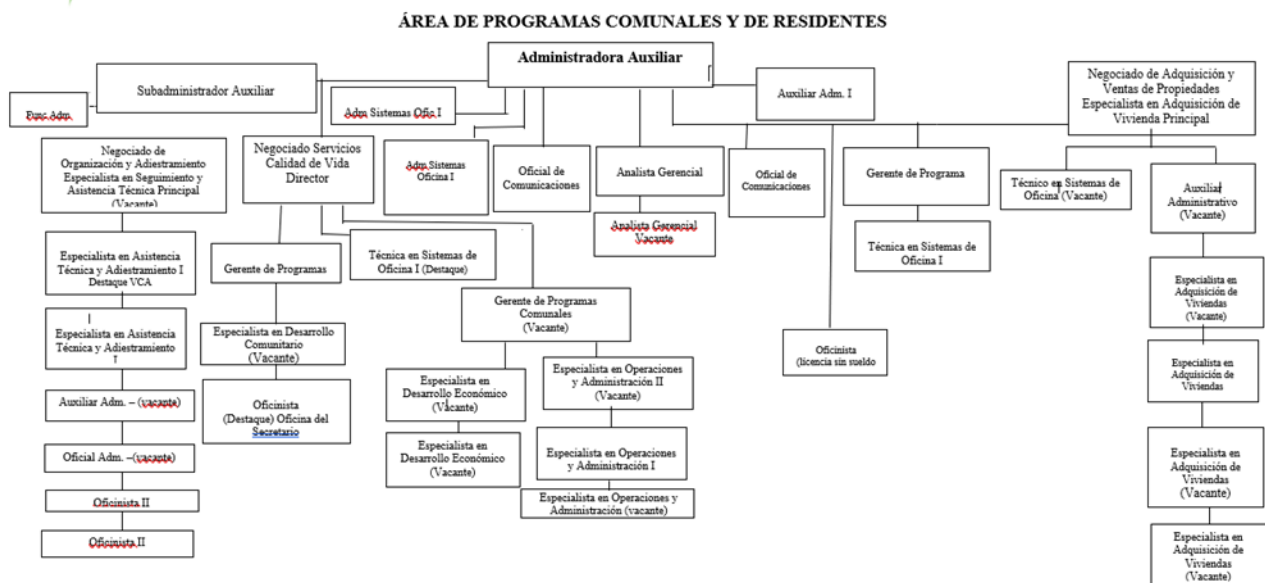 ÁREA DE PROGRAMAS COMUNALES Y DE RESIDENTES
Administradora Auxiliar
Subadministrador Auxiliar
Func Adm
Adm Sistemas Ofic I
Auxiliar Adm. I
Negociado de Adquisición y
Ventas de Propiedades
Especialista en Adquisición de
Vivienda Principal
Negociado de
Organización y Adiestramiento
Especialista en Seguimiento y
Asistencia Técnica Principal
(Vacante)
Negociado Servicios
Calidad de Vida
Director
Adm Sistemas
Oficina I
Oficial de
Comunicaciones
Analista Gerencial
Analista Gerencial
Vacante
Oficial de
Comunicaciones
Gerente de Programa
Técnica en Sistemas de
Oficina I
Técnico en Sistemas de
Oficina (Vacante)
Auxiliar
Administrativo
(Vacante)
Especialista en Asistencia
Técnica y Adiestramiento I
Destaque VCA
Gerente de Programas
Técnica en Sistemas de
Oficina I (Destaque)
Gerente de Programas
Comunales
(Vacante)
Especialista en
Adquisición de
Viviendas
(Vacante)
Especialista en Asistencia
Técnica y Adiestramiento
I
Especialista en Desarrollo
Comunitario
(Vacante)
Oficinista
(licencia sin sueldo
Especialista en
Adquisición de
Viviendas
Auxiliar Adm. – (vacante)
Oficinista
(Destaque) Oficina del
Secretario
Especialista en
Desarrollo Económico
(Vacante)
Especialista en Operaciones
y Administración II
(Vacante)
Oficial Adm. –(vacante)
Especialista en
Desarrollo Económico
(Vacante)
Especialista en Operaciones
y Administración I
Especialista en
Adquisición de
Viviendas
(Vacante)
Oficinista II
Especialista en Operaciones y
Administración (vacante)
Oficinista II
Especialista en
Adquisición de
Viviendas
(Vacante)